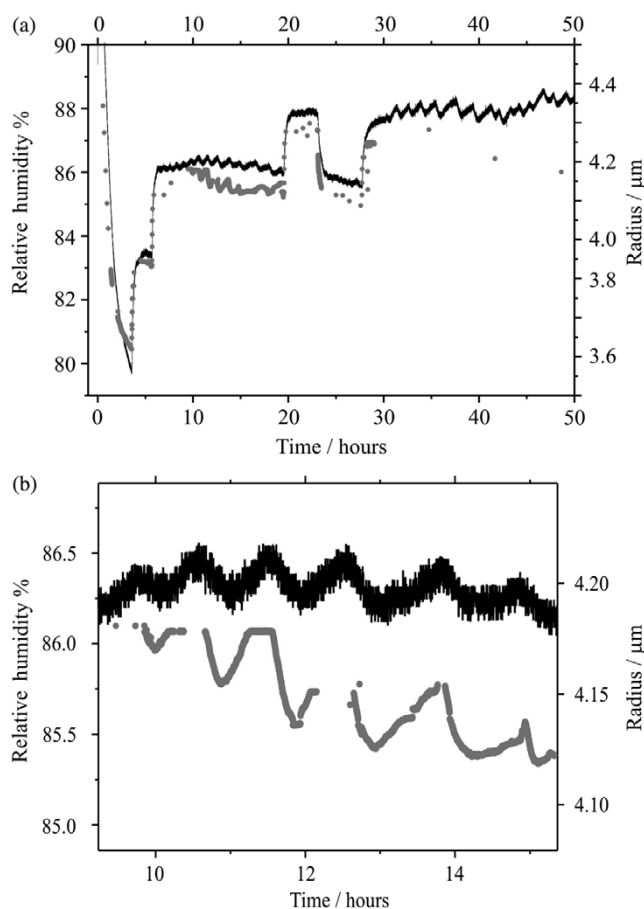 (a)
0 10 20 30 40 50
90
88
86
84
82
80
Relative humidity %
4.4
4.2
4.0
3.8
3.6
Radius / μm
0 10 20 30 40 50
Time / hours
(b)
86.5
86.0
85.5
85.0
Relative humidity %
4.20
4.15
4.10
Radius / μm
10 12 14
Time / hours